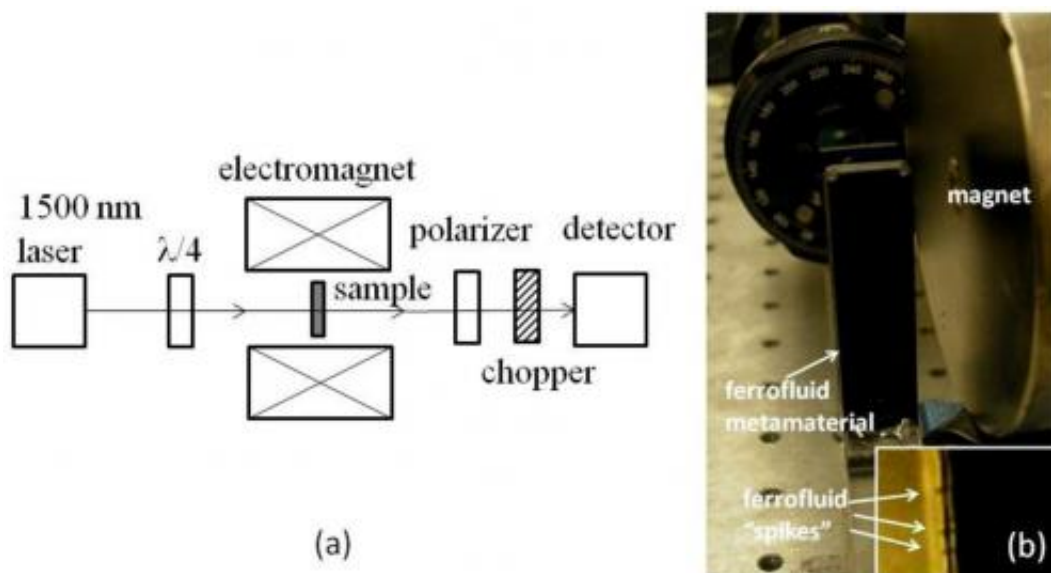 electromagnet
1500 nm
laser
λ/4
polarizer
detector
sample
chopper
(a)
magnet
ferrofluid
metamaterial
ferrofluid
"spikes"
(b)